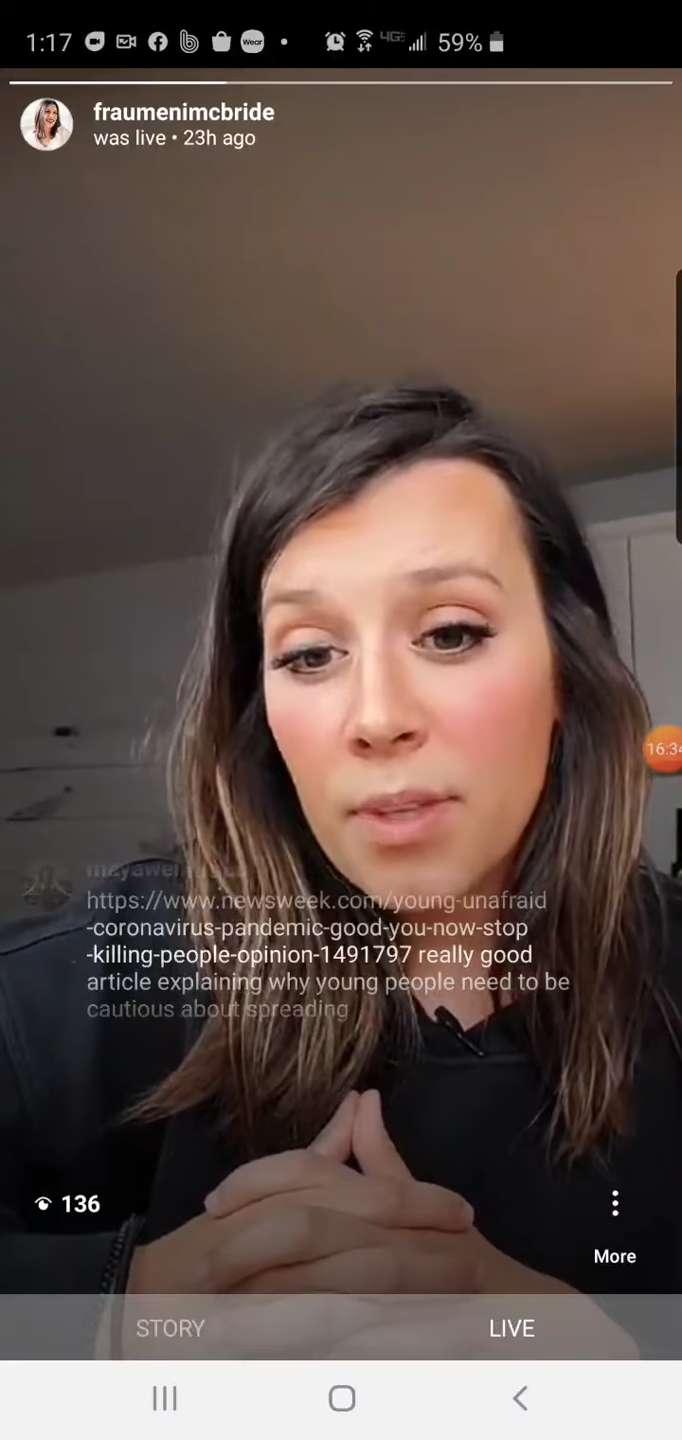 1:17
Wear
4GE
59%
fraumenimcbride
was live • 23h ago
16:34
https://www.newsweek.com/young-unafraid
-coronavirus-pandemic-good-you-now-stop
-killing-people-opinion-1491797 really good
article explaining why young people need to be
cautious about spreading
136
More
STORY
LIVE